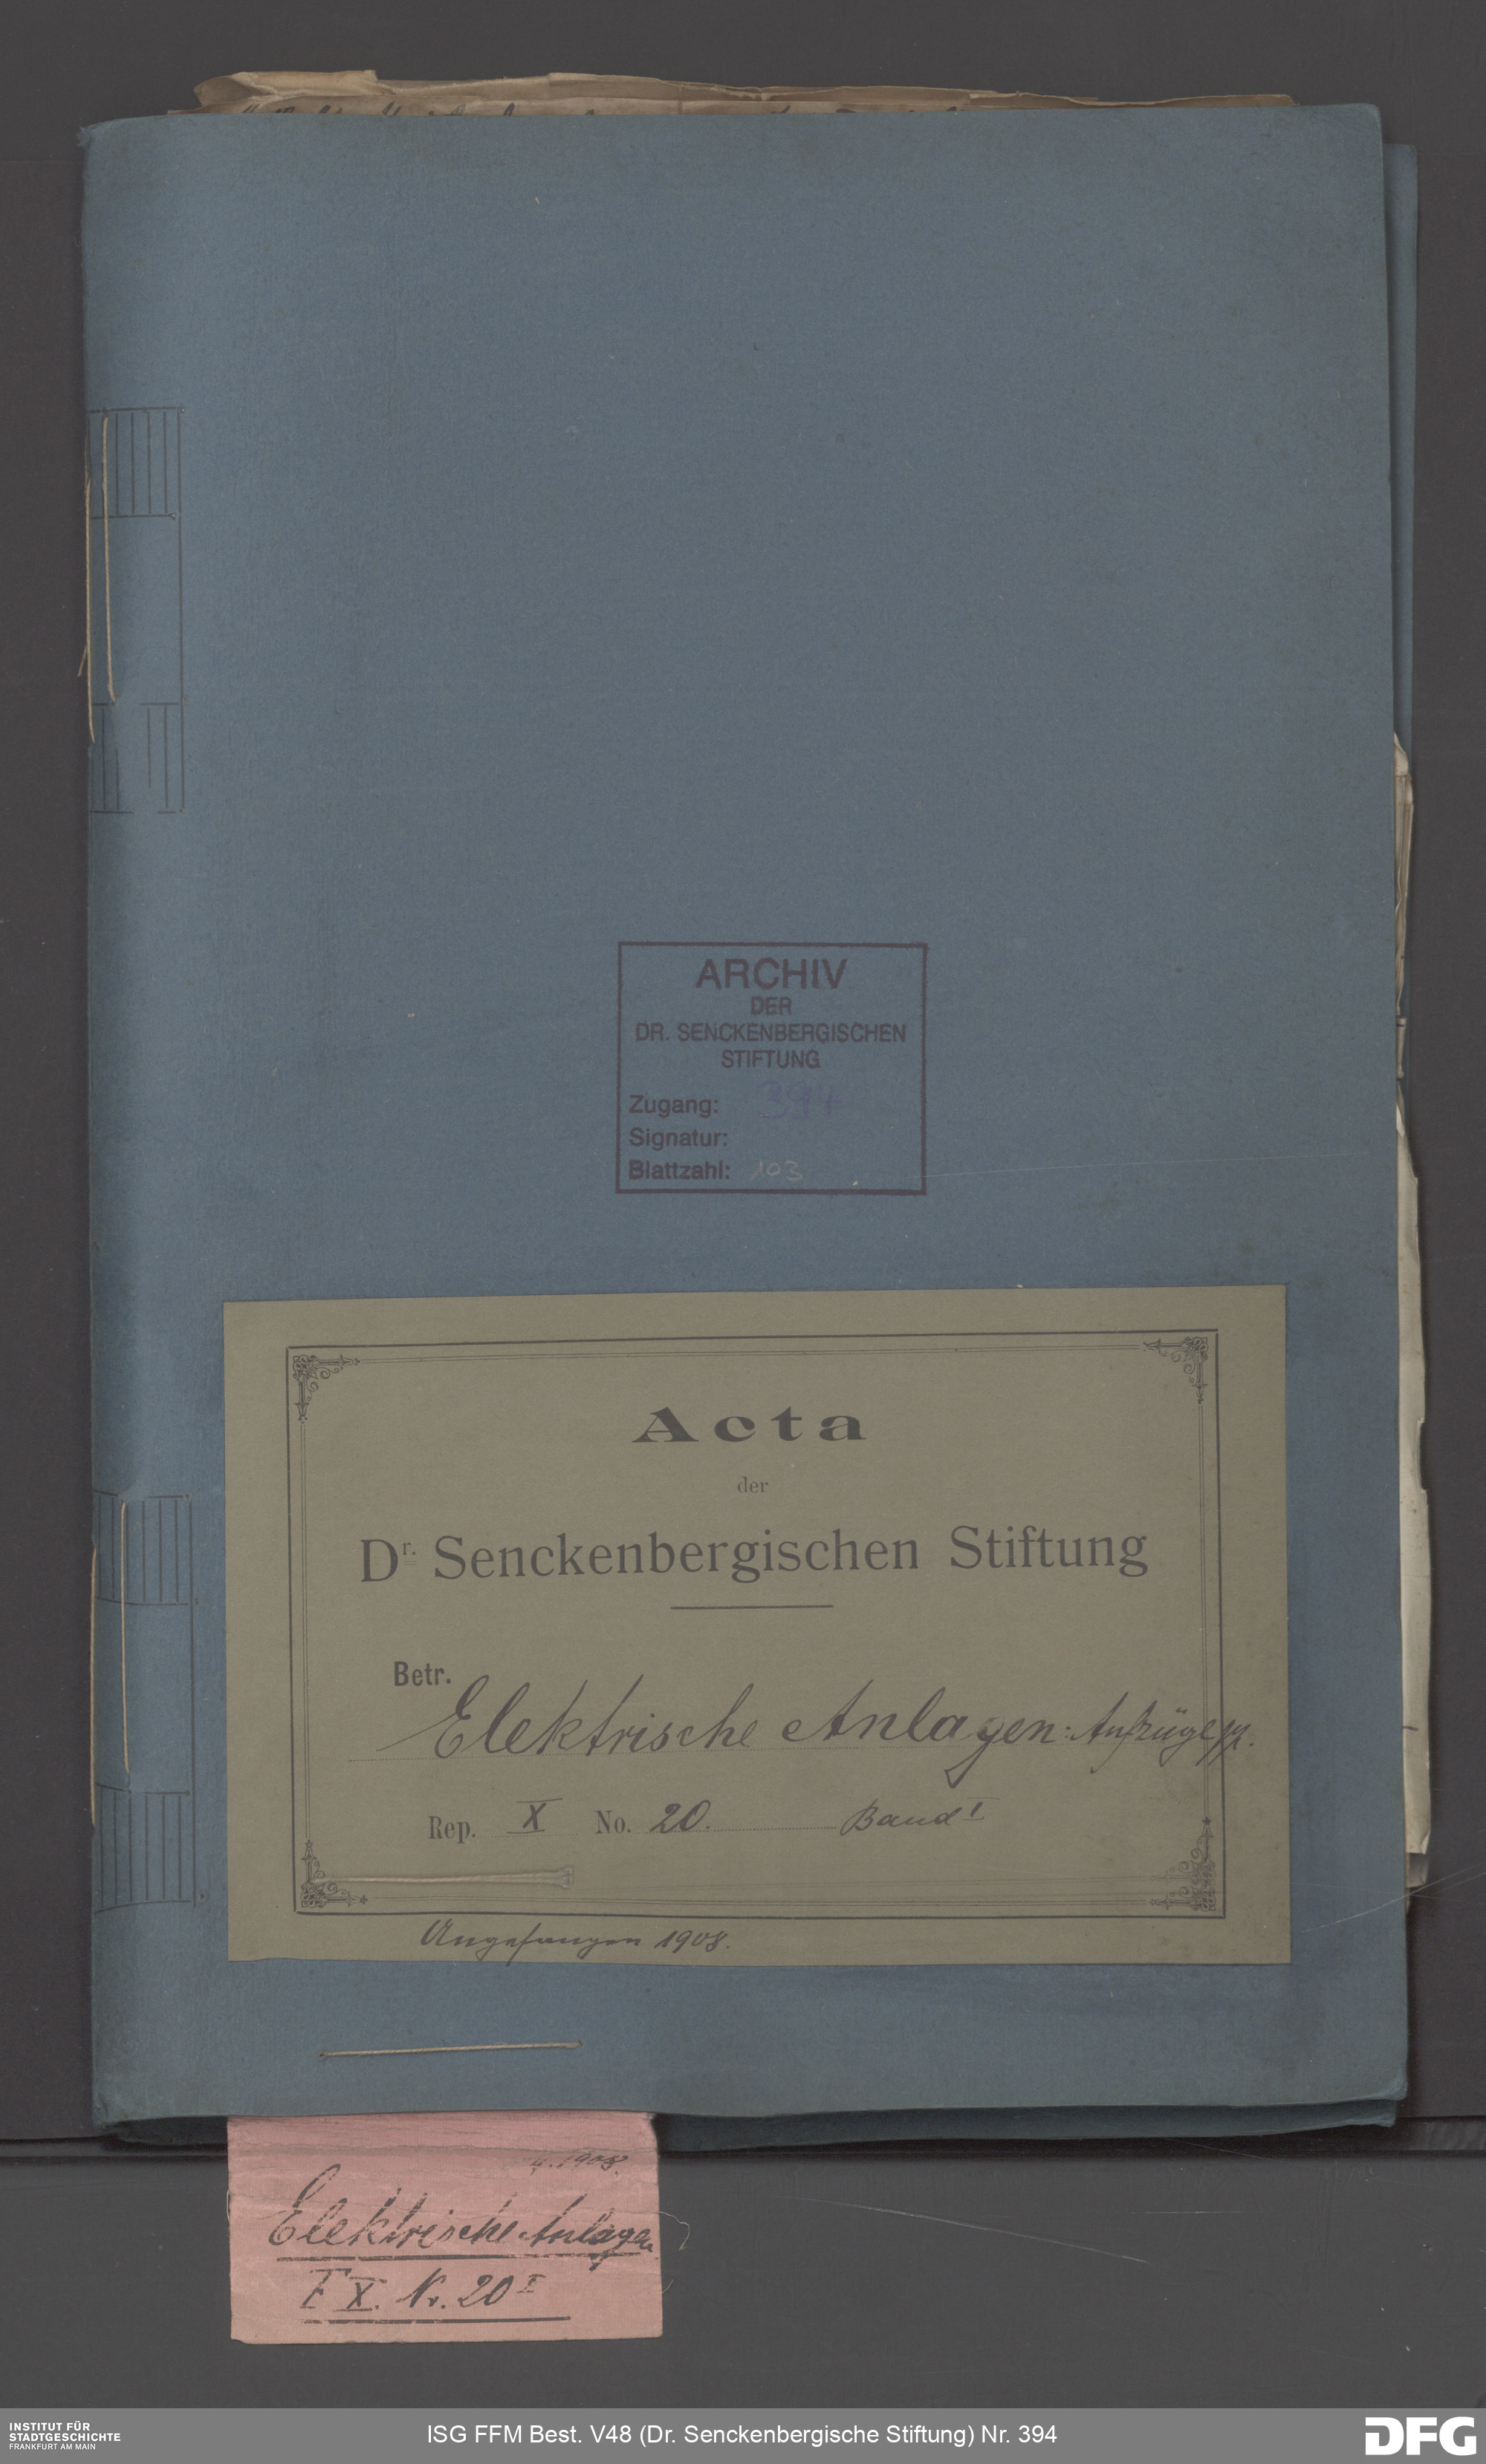 ARCHIV
DER
DR. SENCKENBERGISCHEN
STIFTUNG
Zugang: 394
Signatur:
Blattzahl: 103
Acta
der
Dr. Senckenbergischen Stiftung
Betr.
Elektrische Anlagen: Aufzüge pp.
Rep. X No. 20. Band I
Angefangen 1908.
4. 1908.
Elektrische Anlagen
F X. Nr. 20 I
INSTITUT FÜR
STADTGESCHICHTE
FRANKFURT AM MAIN
ISG FFM Best. V48 (Dr. Senckenbergische Stiftung) Nr. 394
DFG